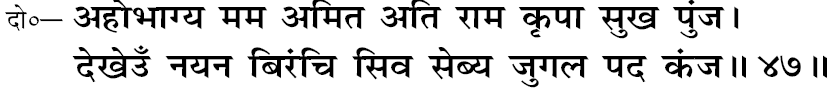 दो०— अहोभाग्य मम अमित अति राम कृपा सुख पुंज।
देखेउँ नयन बिरंचि सिव सेब्य जुगल पद कंज॥ ४७॥